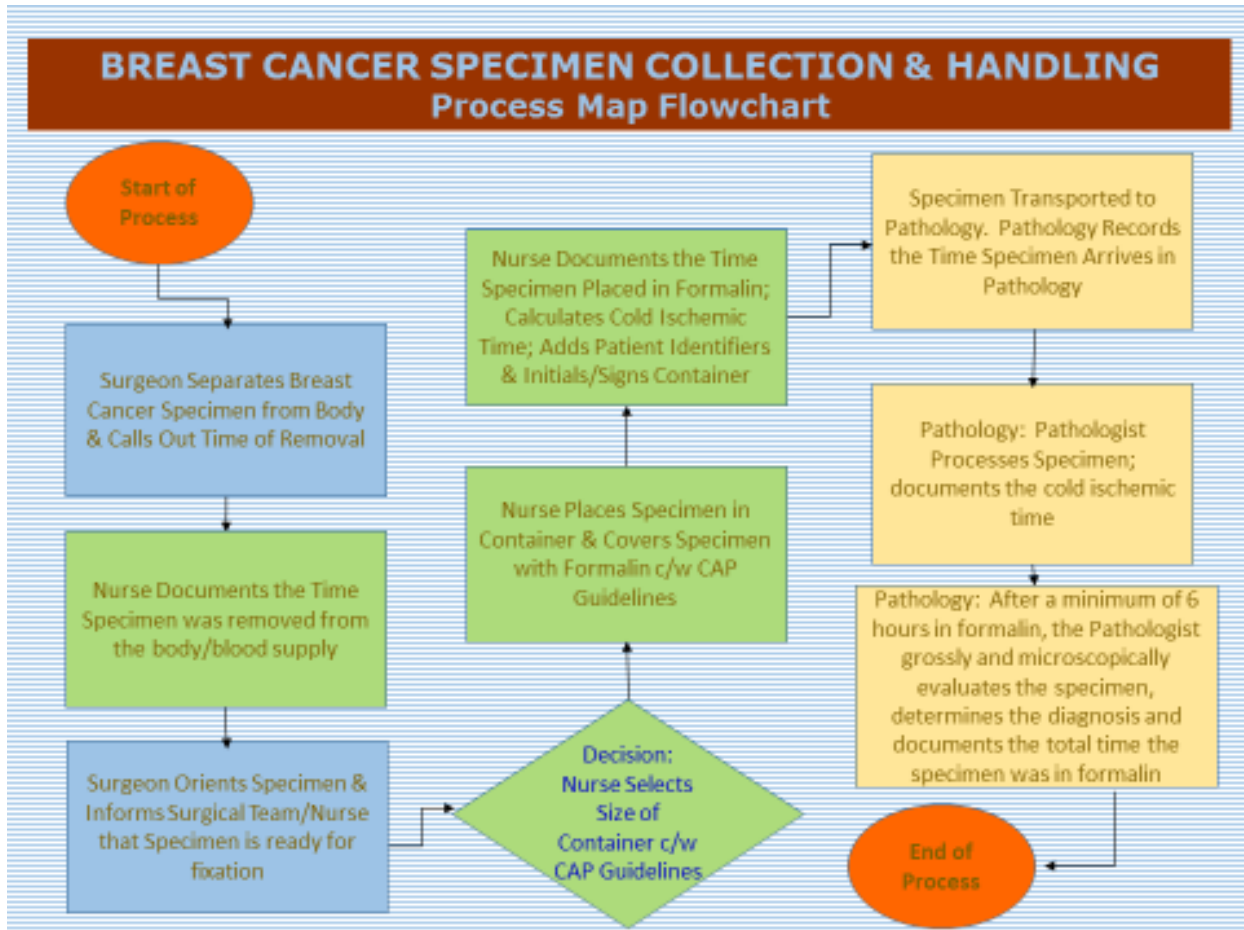 BREAST CANCER SPECIMEN COLLECTION & HANDLING
Process Map Flowchart
Start of
Process
Surgeon Separates Breast
Cancer Specimen from Body
& Calls Out Time of Removal
Nurse Documents the Time
Specimen was removed from
the body/blood supply
Surgeon Orients Specimen &
Informs Surgical Team/Nurse
that Specimen is ready for
fixation
Decision:
Nurse Selects
Size of
Container c/w
CAP Guidelines
Nurse Places Specimen in
Container & Covers Specimen
with Formalin c/w CAP
Guidelines
Nurse Documents the Time
Specimen Placed in Formalin;
Calculates Cold Ischemic
Time; Adds Patient Identifiers
& Initials/Signs Container
Specimen Transported to
Pathology.  Pathology Records
the Time Specimen Arrives in
Pathology
Pathology:  Pathologist
Processes Specimen;
documents the cold ischemic
time
Pathology:  After a minimum of 6
hours in formalin, the Pathologist
grossly and microscopically
evaluates the specimen,
determines the diagnosis and
documents the total time the
specimen was in formalin
End of
Process